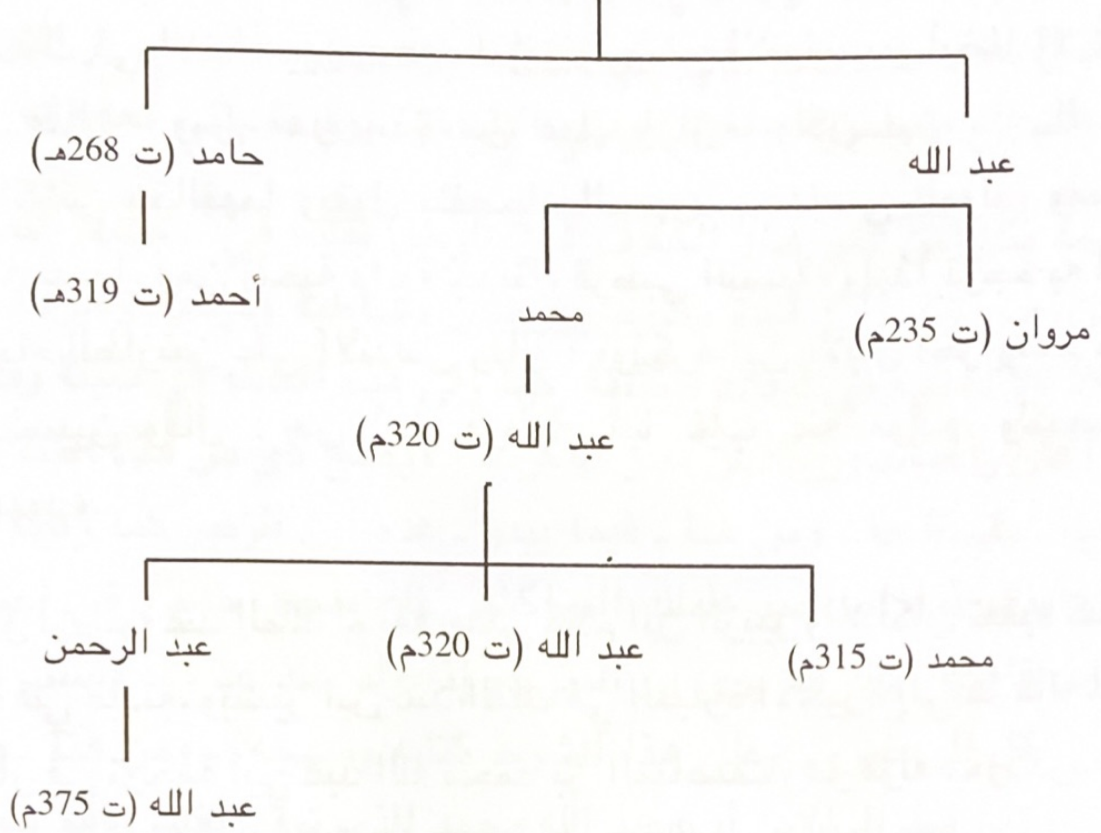 عبد الله
حامد (ت 268هـ)
مروان (ت 235م)
محمد
أحمد (ت 319هـ)
عبد الله (ت 320م)
محمد (ت 315م)
عبد الله (ت 320م)
عبد الرحمن
عبد الله (ت 375م)